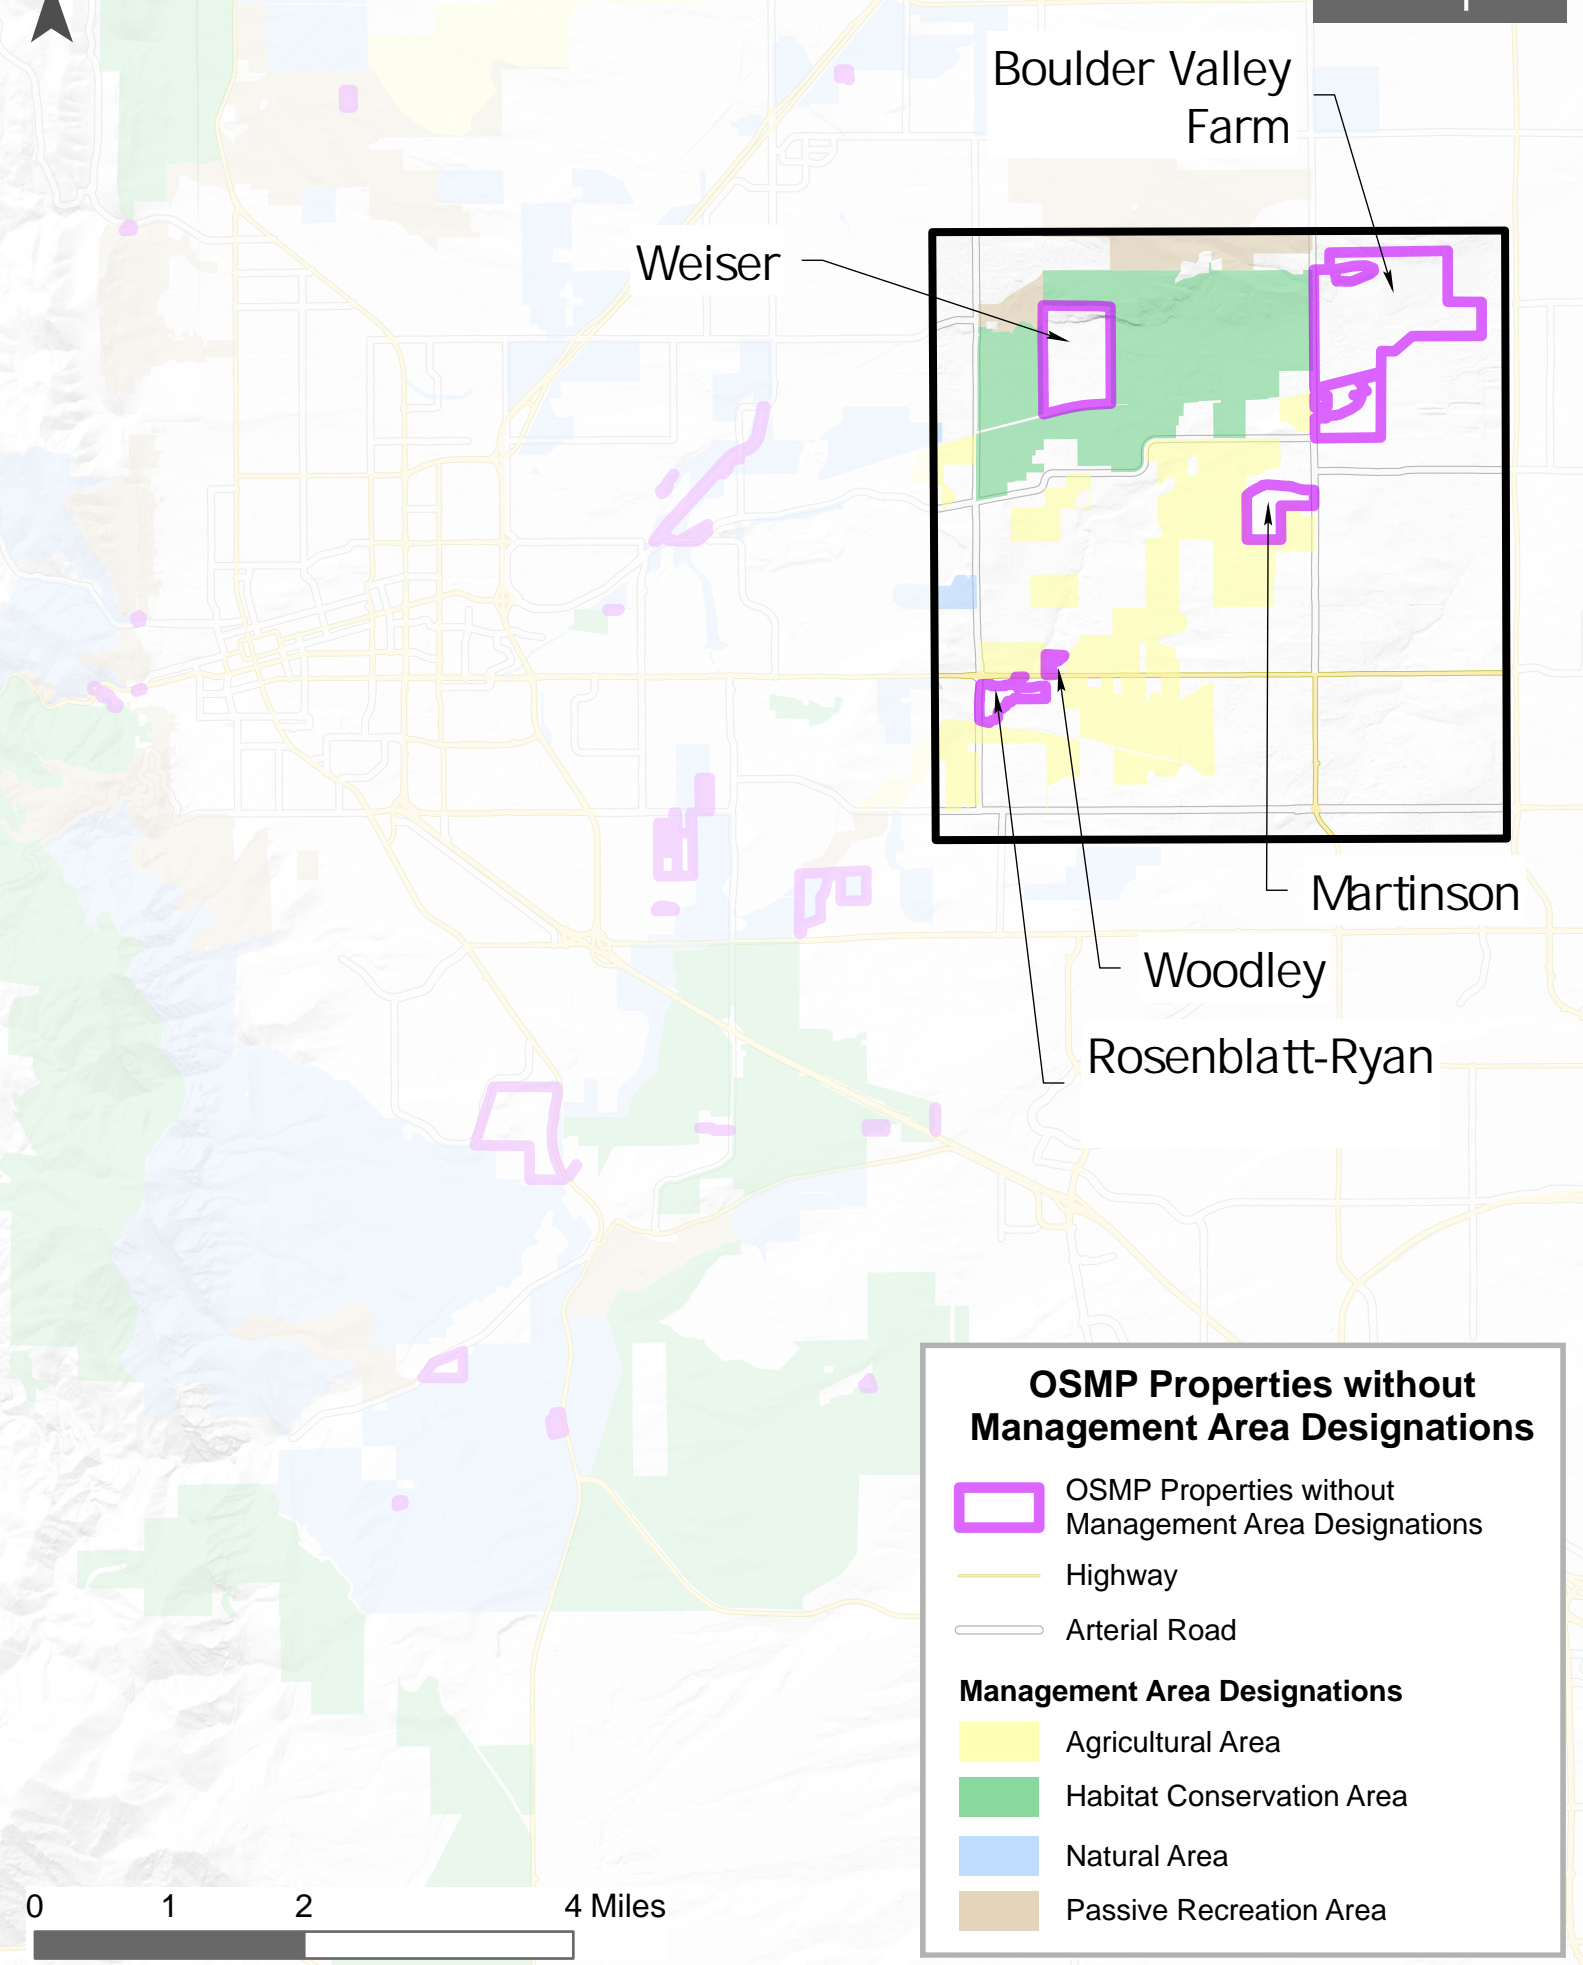 Boulder Valley
Farm
Weiser
Martinson
Woodley
Rosenblatt-Ryan
OSMP Properties without
Management Area Designations
OSMP Properties without
Management Area Designations
Highway
Arterial Road
Management Area Designations
Agricultural Area
Habitat Conservation Area
Natural Area
Passive Recreation Area
0 1 2 4 Miles